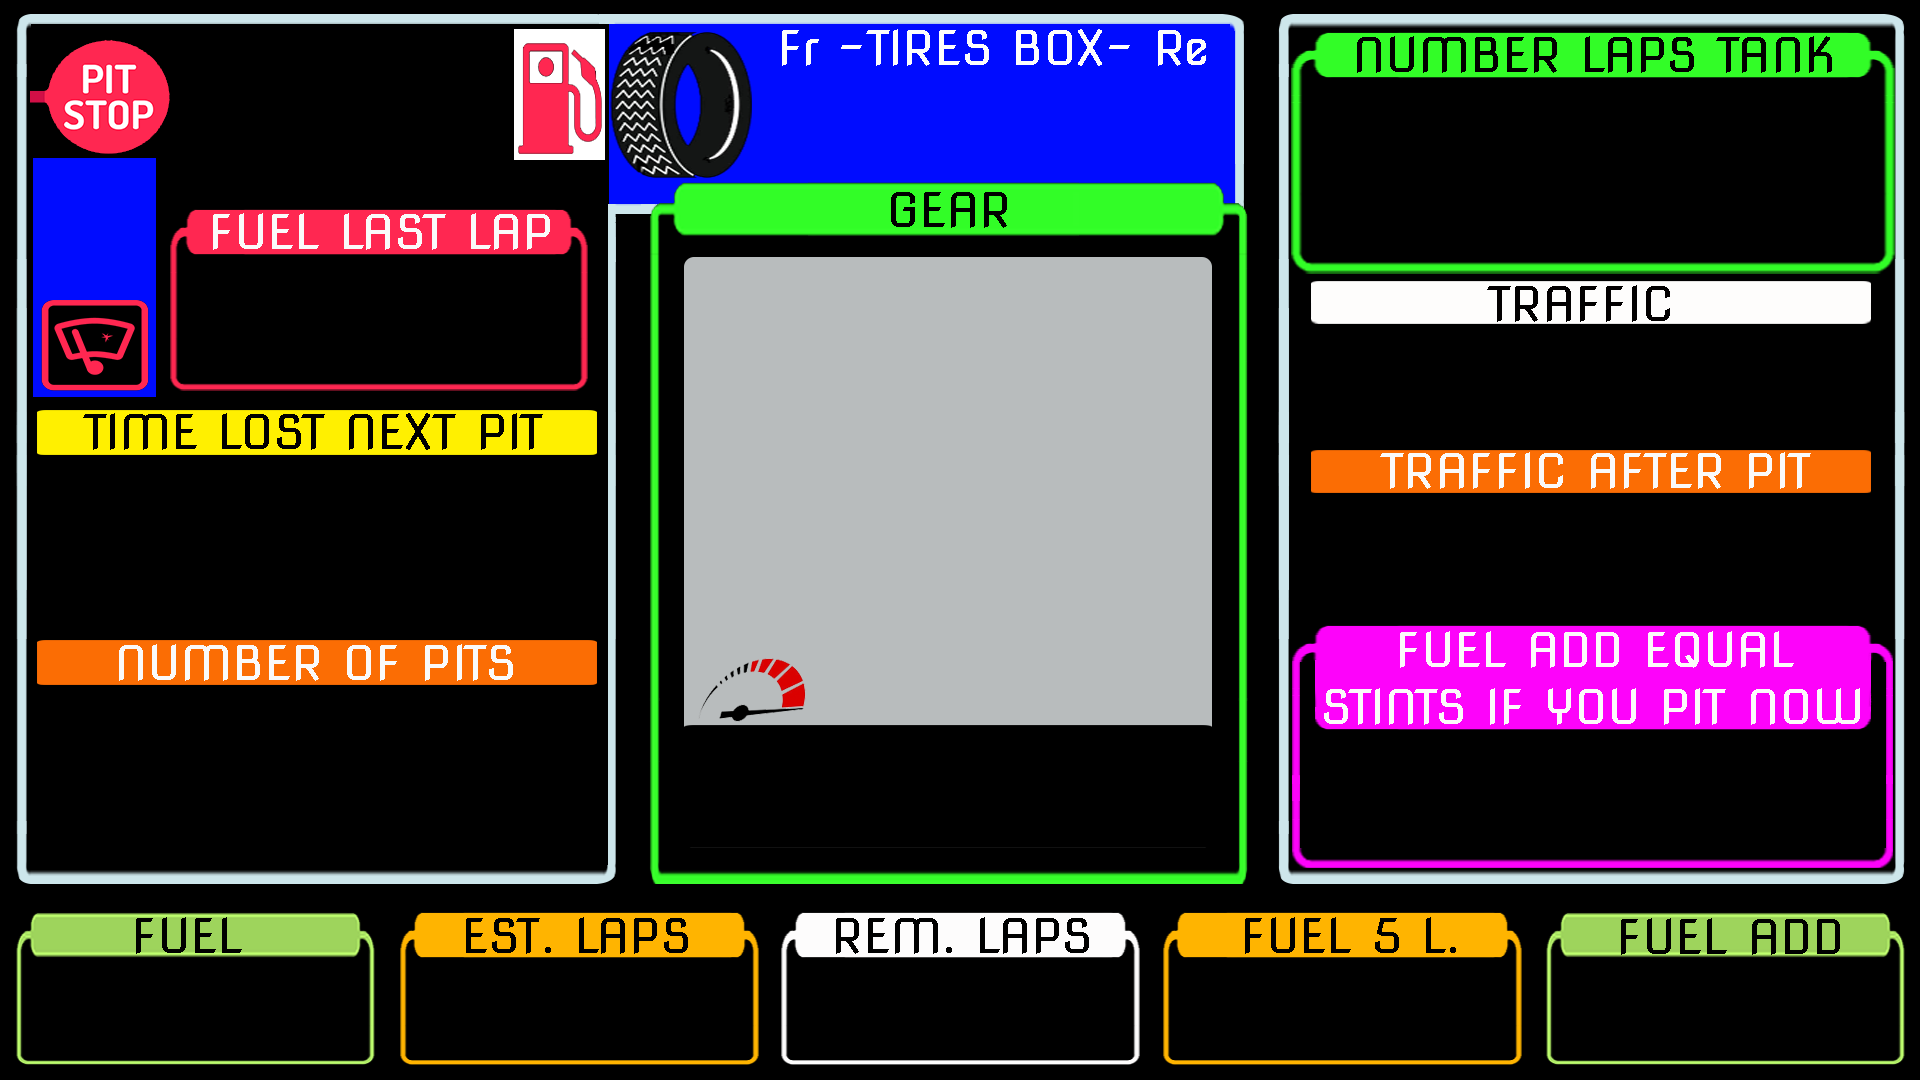 PIT
STOP
Fr -TIRES BOX- Re
FUEL LAST LAP
TIME LOST NEXT PIT
NUMBER OF PITS
GEAR
NUMBER LAPS TANK
TRAFFIC
TRAFFIC AFTER PIT
FUEL ADD EQUAL
STINTS IF YOU PIT NOW
FUEL
EST. LAPS
REM. LAPS
FUEL 5 L.
FUEL ADD